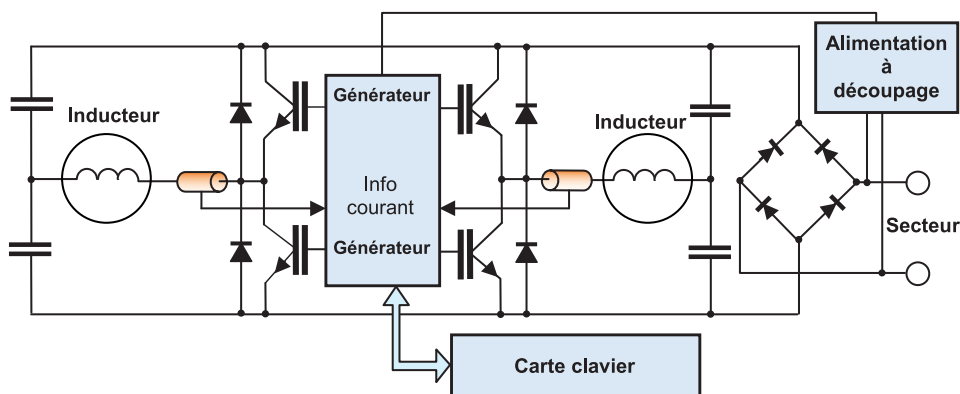 Alimentation
à
découpage
Inducteur
Générateur
Inducteur
Info
courant
Générateur
Secteur
Carte clavier